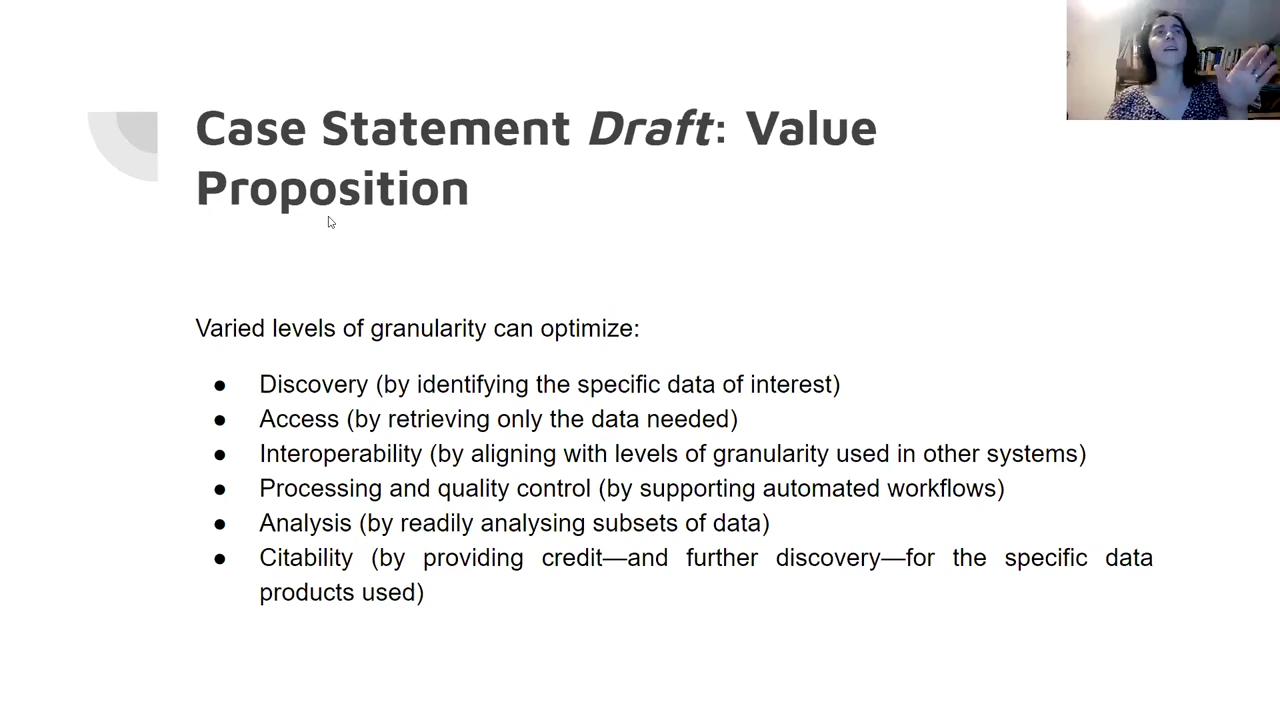 Case Statement Draft: Value
Proposition
Varied levels of granularity can optimize:
● Discovery (by identifying the specific data of interest)
● Access (by retrieving only the data needed)
● Interoperability (by aligning with levels of granularity used in other systems)
● Processing and quality control (by supporting automated workflows)
● Analysis (by readily analysing subsets of data)
● Citability (by providing credit—and further discovery—for the specific data
products used)